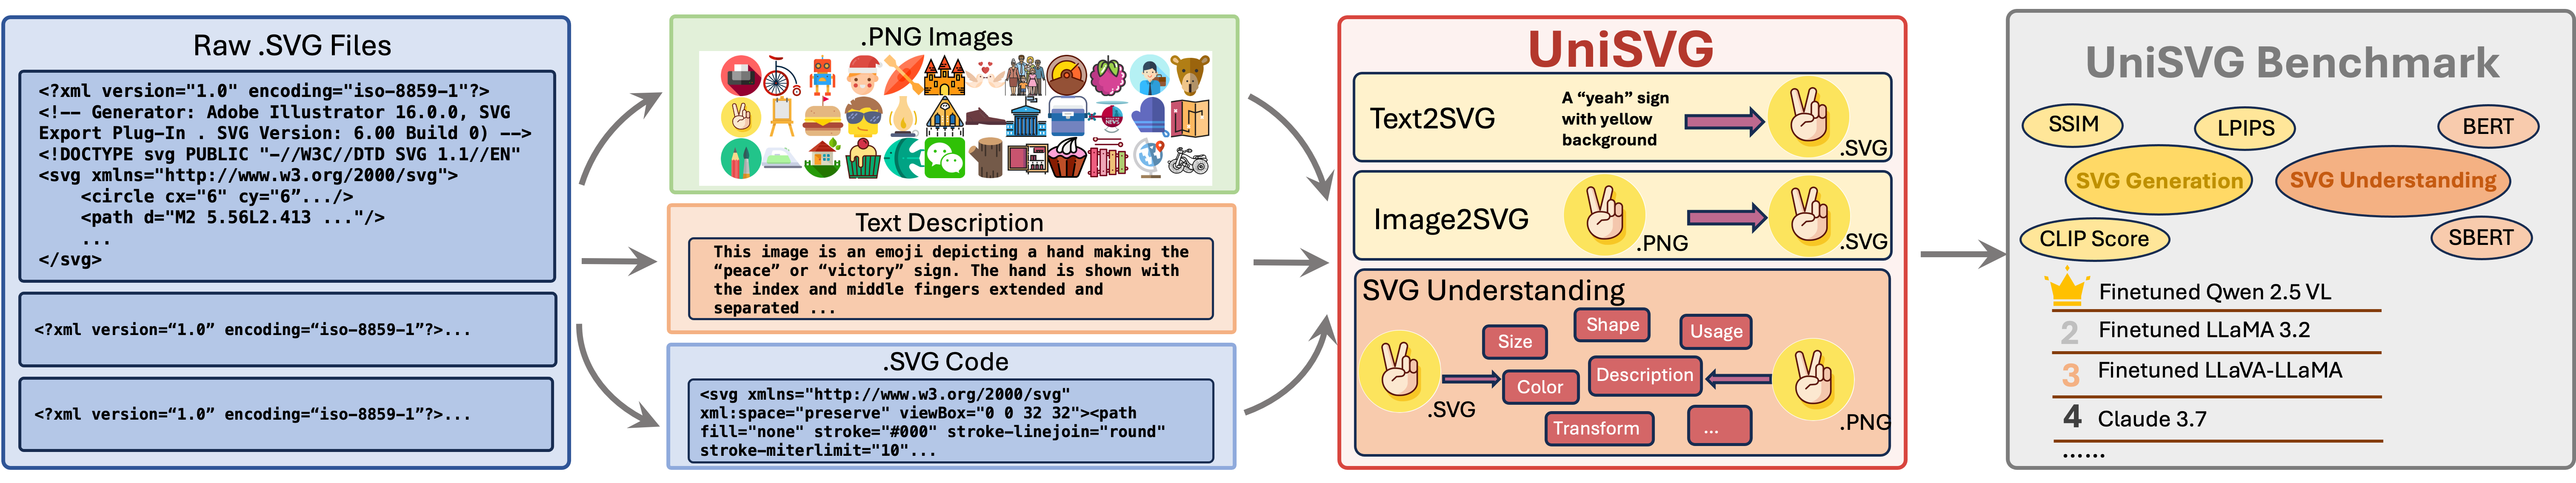 Raw .SVG Files
<?xml version="1.0" encoding="iso-8859-1"?>
<!-- Generator: Adobe Illustrator 16.0.0, SVG
Export Plug-In . SVG Version: 6.00 Build 0) -->
<!DOCTYPE svg PUBLIC "-//W3C//DTD SVG 1.1//EN"
<svg xmlns="http://www.w3.org/2000/svg">
<circle cx="6" cy="6”.../>
<path d="M2 5.56L2.413 ..."/>
...
</svg>
<?xml version=“1.0” encoding=“iso-8859-1”?>...
<?xml version=“1.0” encoding=“iso-8859-1”?>...
.PNG Images
NEWS
Text Description
This image is an emoji depicting a hand making the
“peace” or “victory” sign. The hand is shown with
the index and middle fingers extended and
separated ...
.SVG Code
<svg xmlns="http://www.w3.org/2000/svg"
xml:space="preserve" viewBox="0 0 32 32"><path
fill="none" stroke="#000" stroke-linejoin="round"
stroke-miterlimit="10"...
UniSVG
Text2SVG
A “yeah” sign
with yellow
background
.SVG
Image2SVG
.PNG
.SVG
SVG Understanding
Size
Shape
Usage
Color
Description
Transform
...
.SVG
.PNG
UniSVG Benchmark
SSIM
LPIPS
BERT
SVG Generation
SVG Understanding
CLIP Score
SBERT
Finetuned Qwen 2.5 VL
2 Finetuned LLaMA 3.2
3 Finetuned LLaVA-LLaMA
4 Claude 3.7
......